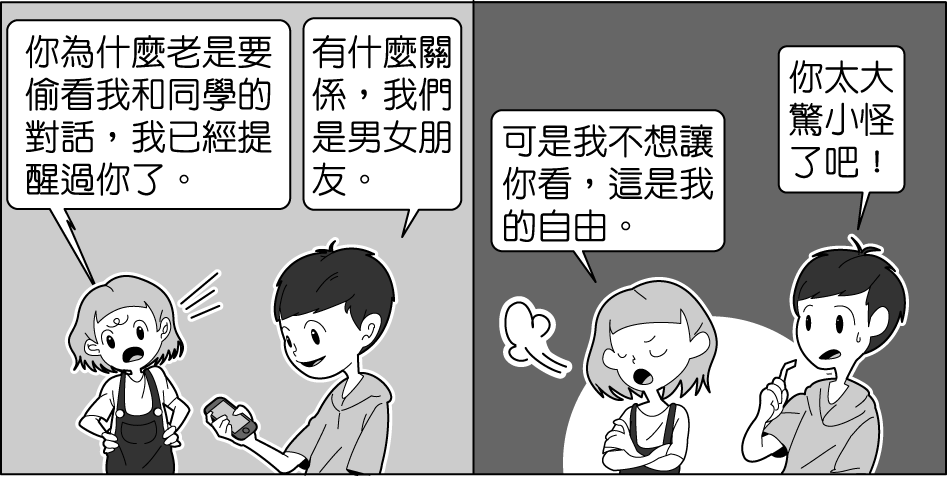 你為什麼老是要
偷看我和同學的
對話，我已經提
醒過你了。
有什麼關
係，我們
是男女朋
友。
可是我不想讓
你看，這是我
的自由。
你太大
驚小怪
了吧！